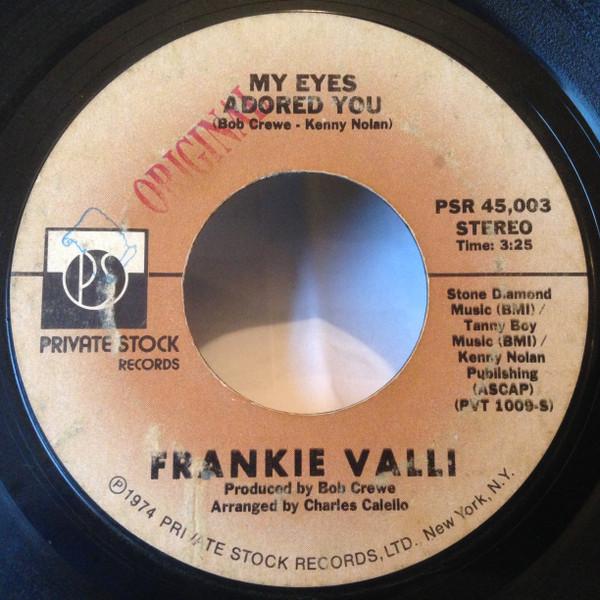 MY EYES
ADORED YOU
(Bob Crewe - Kenny Nolan)
ORIGINAL
PSR 45,003
STEREO
Time: 3:25
PS
PRIVATE STOCK
RECORDS
Stone Diamond
Music (BMI) /
Tanny Boy
Music (BMI) /
Kenny Nolan
Publishing
(ASCAP)
(PVT 1009-S)
FRANKIE VALLI
Produced by Bob Crewe
Arranged by Charles Calello
℗1974 PRIVATE STOCK RECORDS, LTD. New York, N.Y.